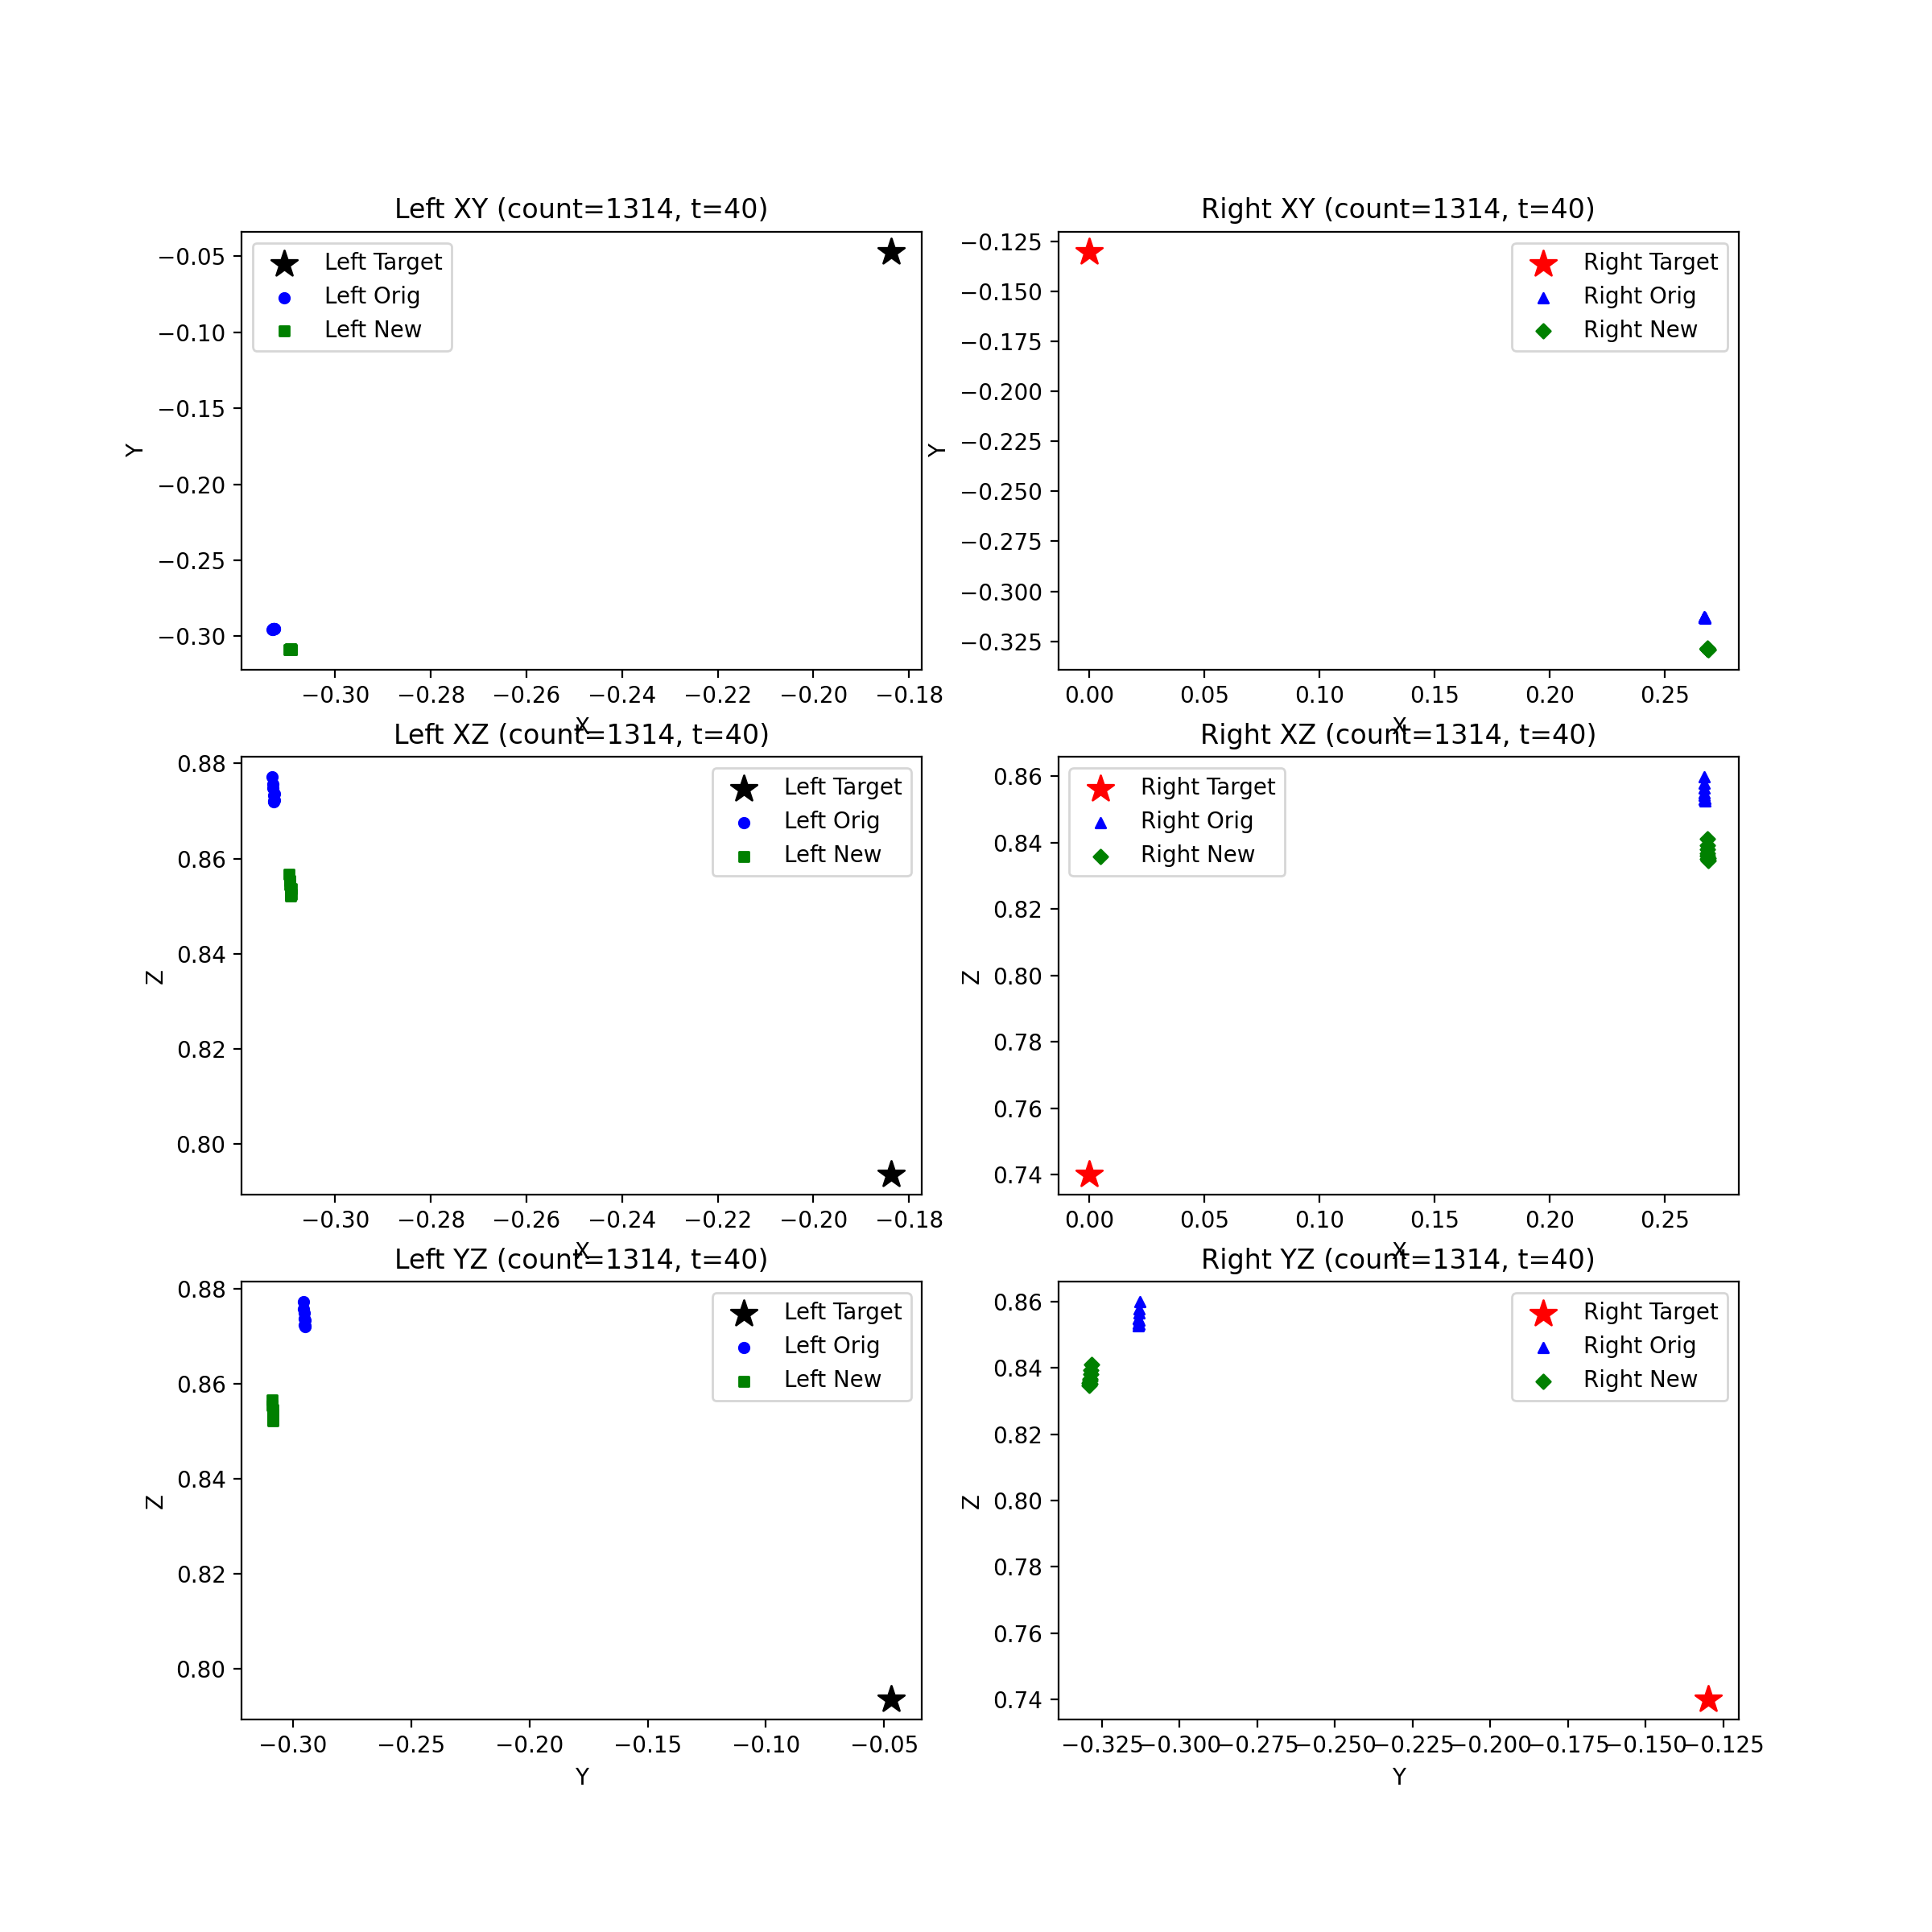 Left XY (count=1314, t=40)
Left Target
Left Orig
Left New
−0.05
−0.10
−0.15
−0.20
−0.25
−0.30
Y
−0.30 −0.28 −0.26 −0.24 −0.22 −0.20 −0.18
X
Right XY (count=1314, t=40)
Right Target
Right Orig
Right New
−0.125
−0.150
−0.175
−0.200
−0.225
−0.250
−0.275
−0.300
−0.325
Y
0.00 0.05 0.10 0.15 0.20 0.25
X
Left XZ (count=1314, t=40)
Left Target
Left Orig
Left New
0.88
0.86
0.84
0.82
0.80
Z
−0.30 −0.28 −0.26 −0.24 −0.22 −0.20 −0.18
X
Right XZ (count=1314, t=40)
Right Target
Right Orig
Right New
0.86
0.84
0.82
0.80
0.78
0.76
0.74
Z
0.00 0.05 0.10 0.15 0.20 0.25
X
Left YZ (count=1314, t=40)
Left Target
Left Orig
Left New
0.88
0.86
0.84
0.82
0.80
Z
−0.30 −0.25 −0.20 −0.15 −0.10 −0.05
Y
Right YZ (count=1314, t=40)
Right Target
Right Orig
Right New
0.86
0.84
0.82
0.80
0.78
0.76
0.74
Z
−0.325 −0.300 −0.275 −0.250 −0.225 −0.200 −0.175 −0.150 −0.125
Y